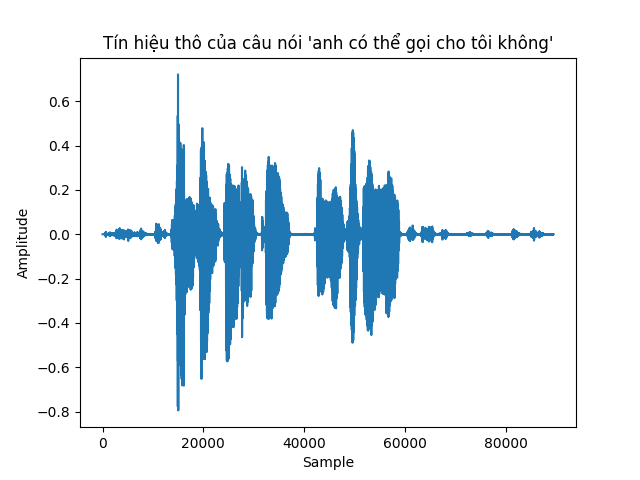 Tín hiệu thô của câu nói 'anh có thể gọi cho tôi không'
0.6
0.4
0.2
0.0
−0.2
−0.4
−0.6
−0.8
Amplitude
0 20000 40000 60000 80000
Sample